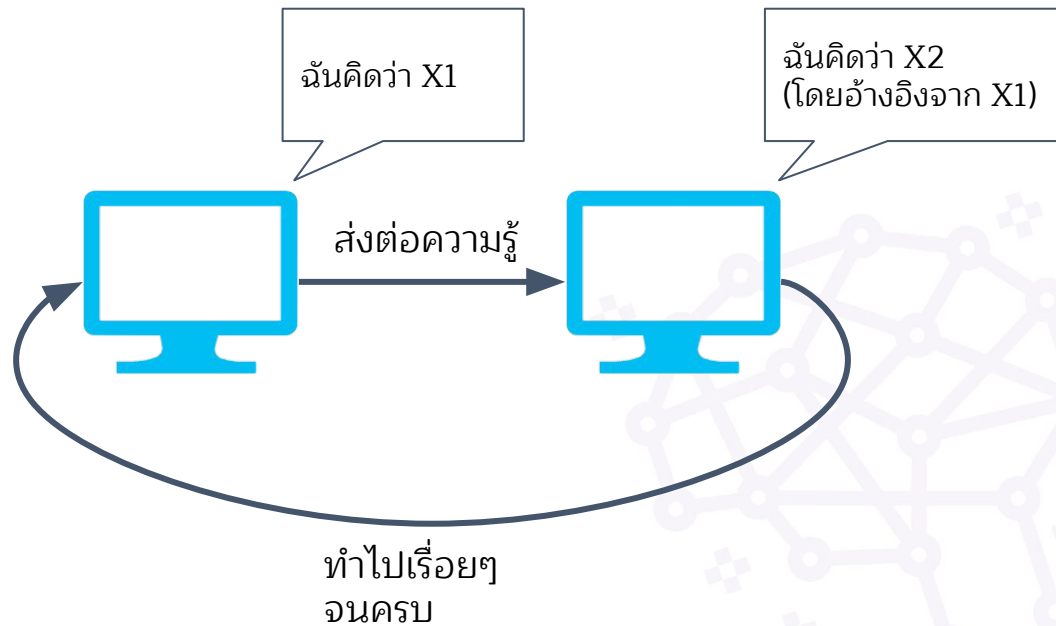 ฉันคิดว่า X1
ฉันคิดว่า X2
(โดยอ้างอิงจาก X1)
ส่งต่อความรู้
ทำไปเรื่อยๆ
จนครบ